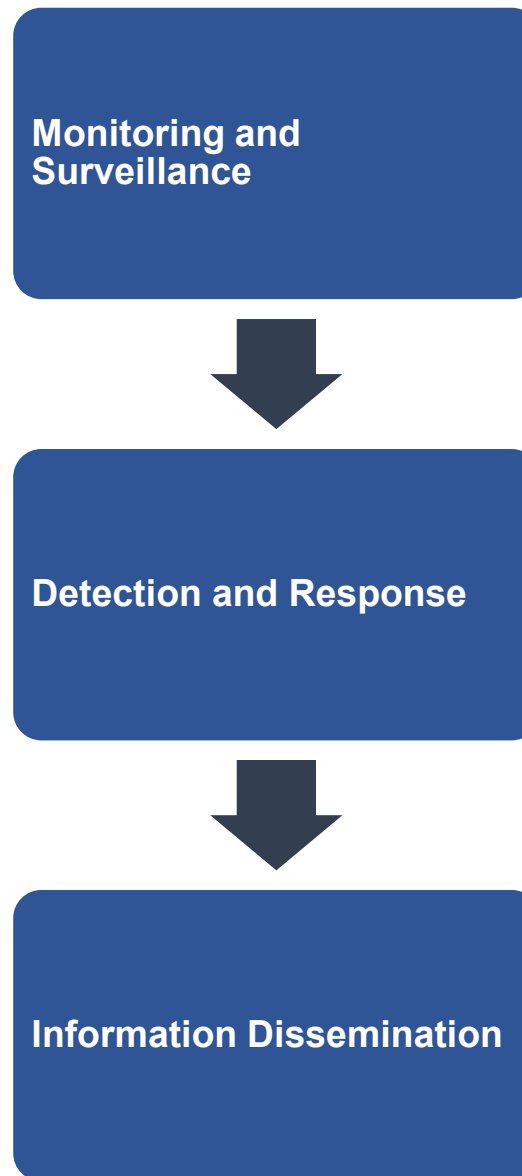 Monitoring and
Surveillance
Detection and Response
Information Dissemination